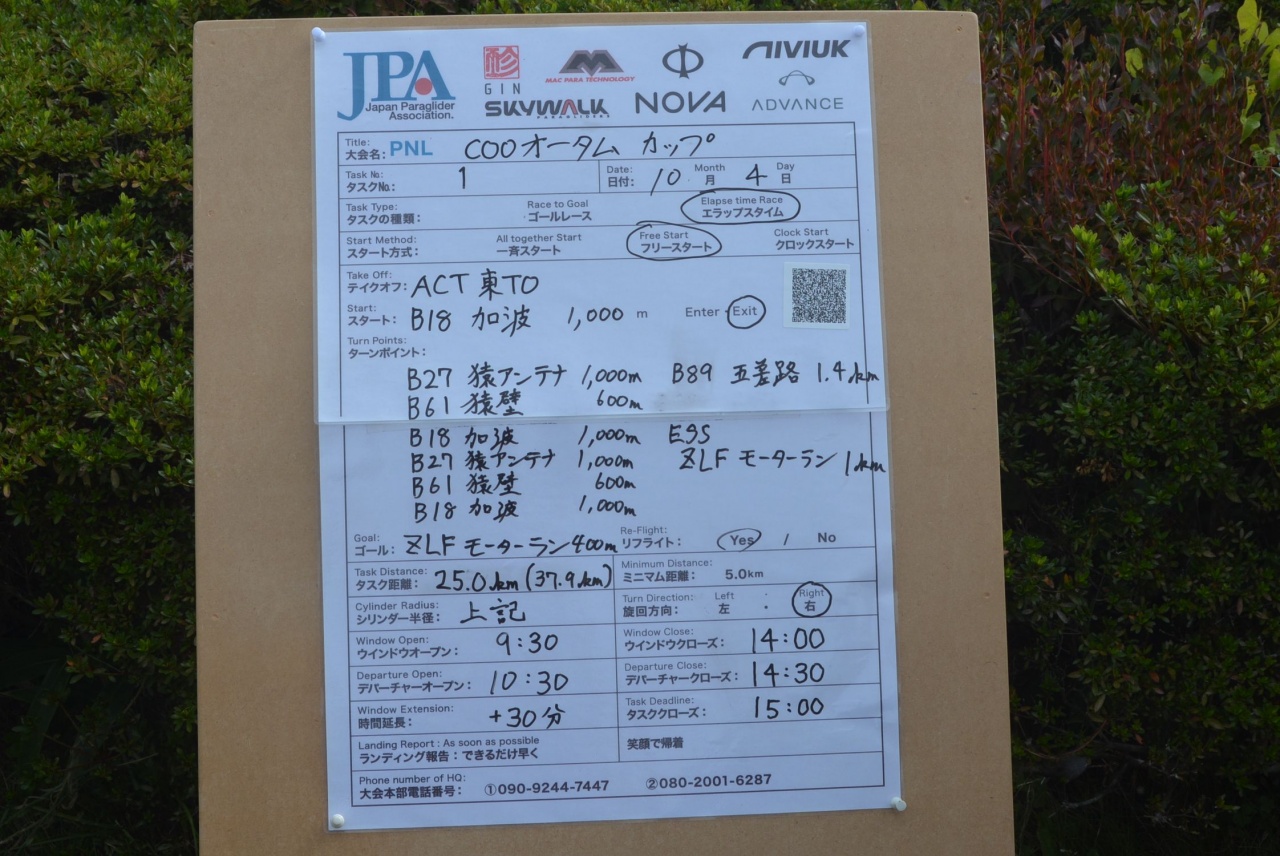 JPA Japan Paraglider Association.
GIN MAC PARA TECHNOLOGY NIVIUK
SKYWALK PARAGLIDERS NOVA ADVANCE
Title:
大会名: PNL COOオータム カップ
Task No:
タスクNo: 1
Date: Month Day
日付: 10 月 4 日
Task Type: Race to Goal Elapse time Race
タスクの種類: ゴールレース エラップスタイム
Start Method: All together Start Free Start Clock Start
スタート方式: 一斉スタート フリースタート クロックスタート
Take Off:
テイクオフ: ACT 東TO
Start:
スタート: B18 加波 1,000 m Enter・Exit
Turn Points:
ターンポイント:
B27 猿アンテナ 1,000m B89 五差路 1.4km
B61 猿壁 600m
B18 加波 1,000m ESS
B27 猿アンテナ 1,000m ZLF モーターラン 1km
B61 猿壁 600m
B18 加波 1,000m
Goal:
ゴール: ZLF モーターラン 400m
Re-Flight:
リフライト: Yes / No
Task Distance:
タスク距離: 25.0km (37.9km)
Minimum Distance:
ミニマム距離: 5.0km
Cylinder Radius:
シリンダー半径: 上記
Turn Direction: Left Right
旋回方向: 左 ・ 右
Window Open:
ウインドウオープン: 9:30
Window Close:
ウインドウクローズ: 14:00
Departure Open:
デパーチャーオープン: 10:30
Departure Close:
デパーチャークローズ: 14:30
Window Extension:
時間延長: +30分
Task Deadline:
タスククローズ: 15:00
Landing Report : As soon as possible
ランディング報告：できるだけ早く
笑顔で帰着
Phone number of HQ:
大会本部電話番号: ①090-9244-7447 ②080-2001-6287